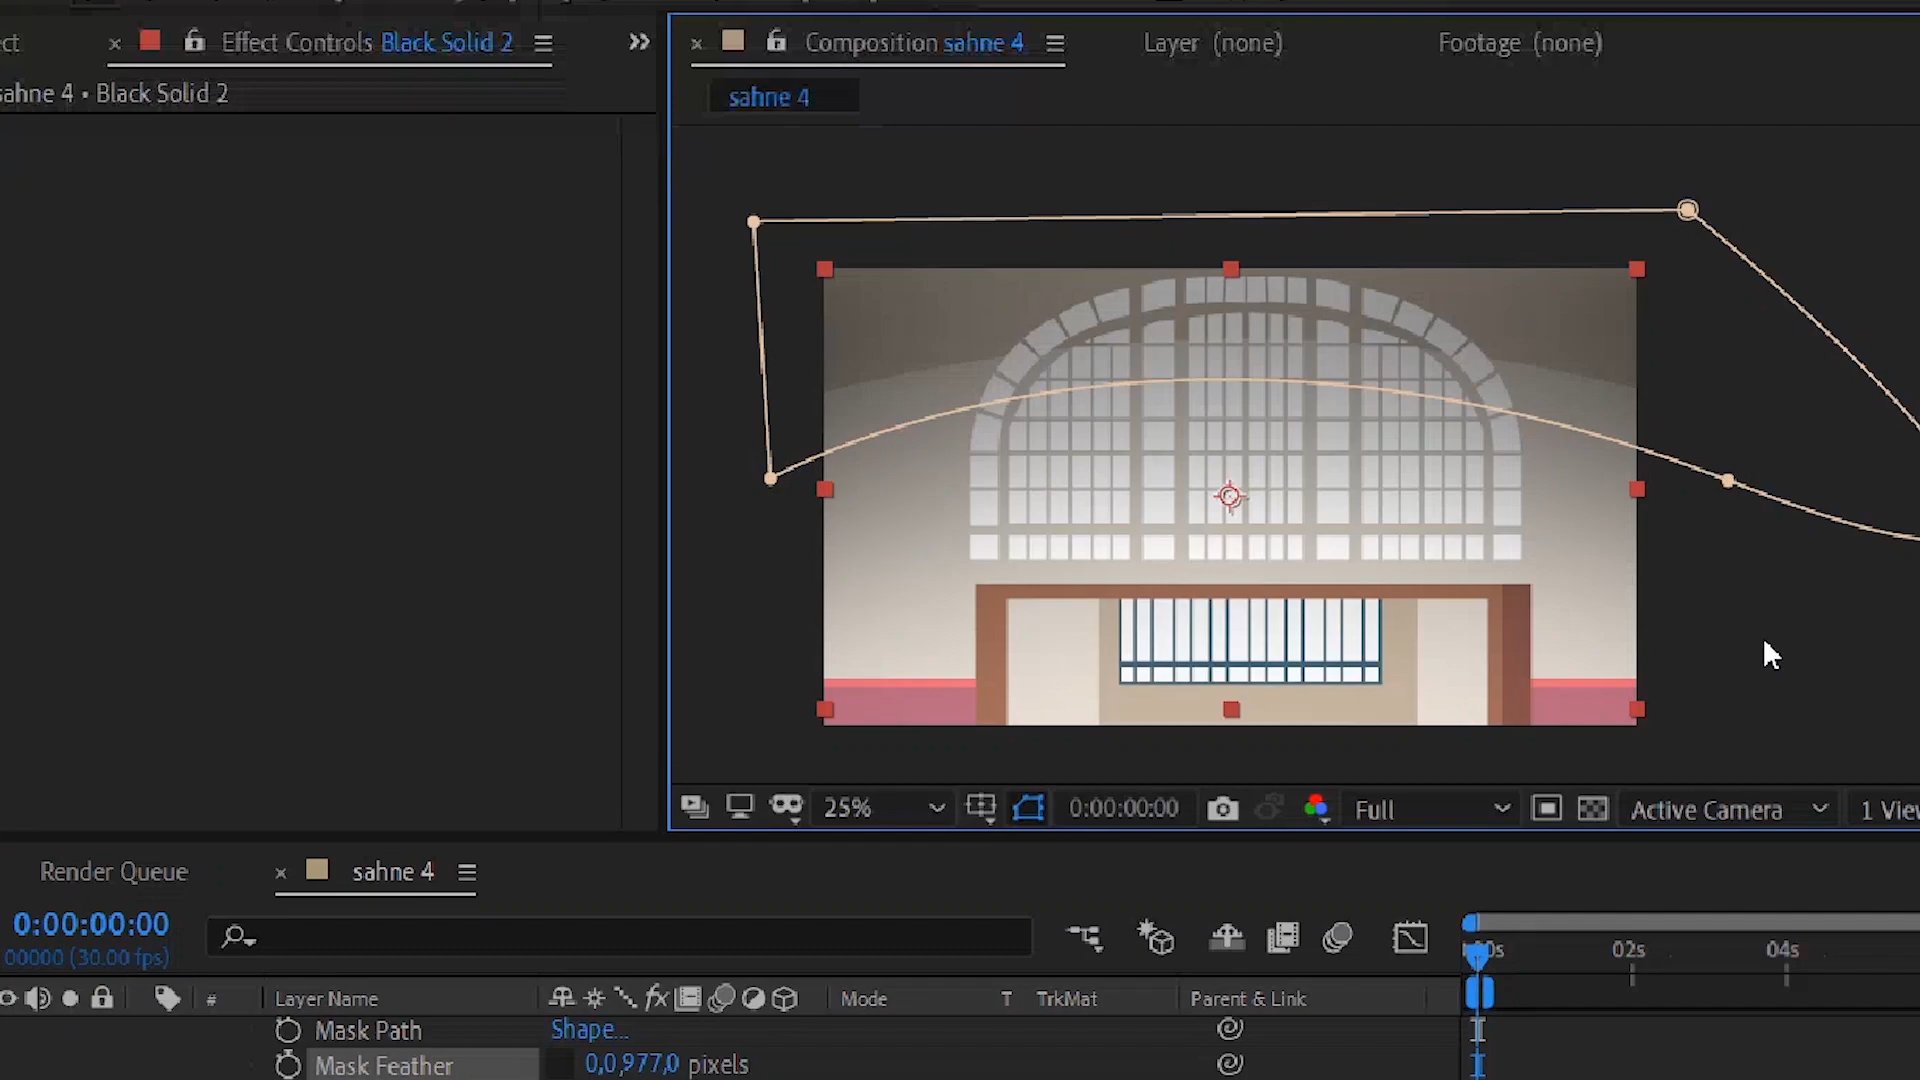 ct
Effect Controls Black Solid 2
sahne 4 • Black Solid 2
Composition sahne 4
Layer (none)
Footage (none)
sahne 4
25%
0:00:00:00
Full
Active Camera
1 View
Render Queue
sahne 4
0:00:00:00
00000 (30.00 fps)
02s
04s
# Layer Name
fx
Mode
T TrkMat
Parent & Link
Mask Path
Shape...
Mask Feather
0,0,977,0 pixels